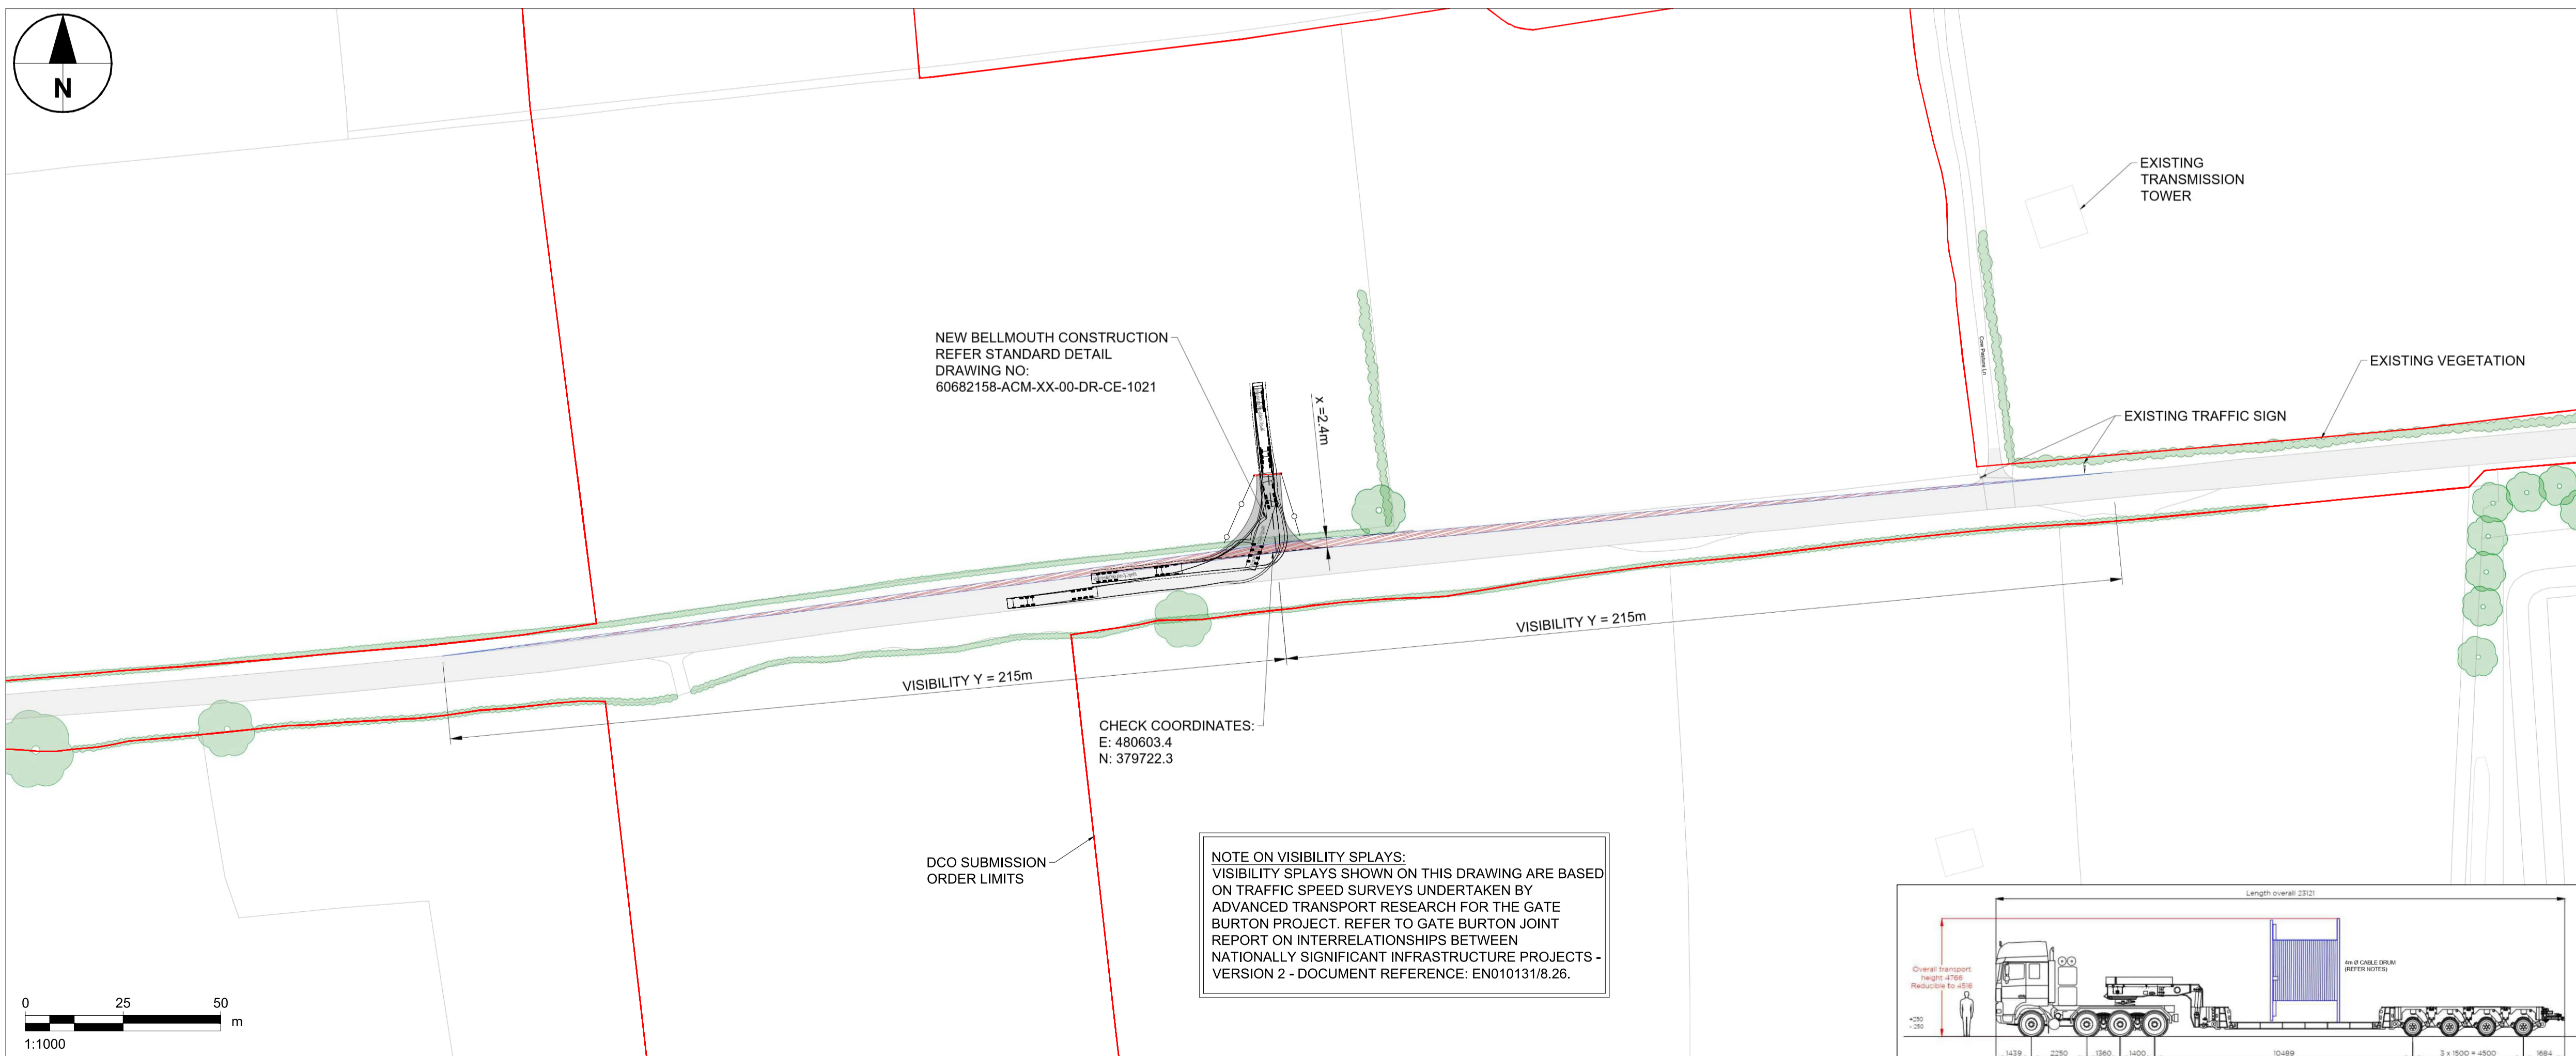 N
EXISTING
TRANSMISSION
TOWER
NEW BELLMOUTH CONSTRUCTION
REFER STANDARD DETAIL
DRAWING NO:
60682158-ACM-XX-00-DR-CE-1021
x =2.4m
Cow Pasture Ln
EXISTING VEGETATION
EXISTING TRAFFIC SIGN
VISIBILITY Y = 215m
VISIBILITY Y = 215m
CHECK COORDINATES:
E: 480603.4
N: 379722.3
DCO SUBMISSION
ORDER LIMITS
NOTE ON VISIBILITY SPLAYS:
VISIBILITY SPLAYS SHOWN ON THIS DRAWING ARE BASED
ON TRAFFIC SPEED SURVEYS UNDERTAKEN BY
ADVANCED TRANSPORT RESEARCH FOR THE GATE
BURTON PROJECT. REFER TO GATE BURTON JOINT
REPORT ON INTERRELATIONSHIPS BETWEEN
NATIONALLY SIGNIFICANT INFRASTRUCTURE PROJECTS -
VERSION 2 - DOCUMENT REFERENCE: EN010131/8.26.
0 25 50
m
1:1000
Length overall 23121
Overall transport
height 4766
Reducible to 4516
4m Ø CABLE DRUM
(REFER NOTES)
+250
- 250
1439 2250 1360 1400 10489 3 x 1500 = 4500 1684